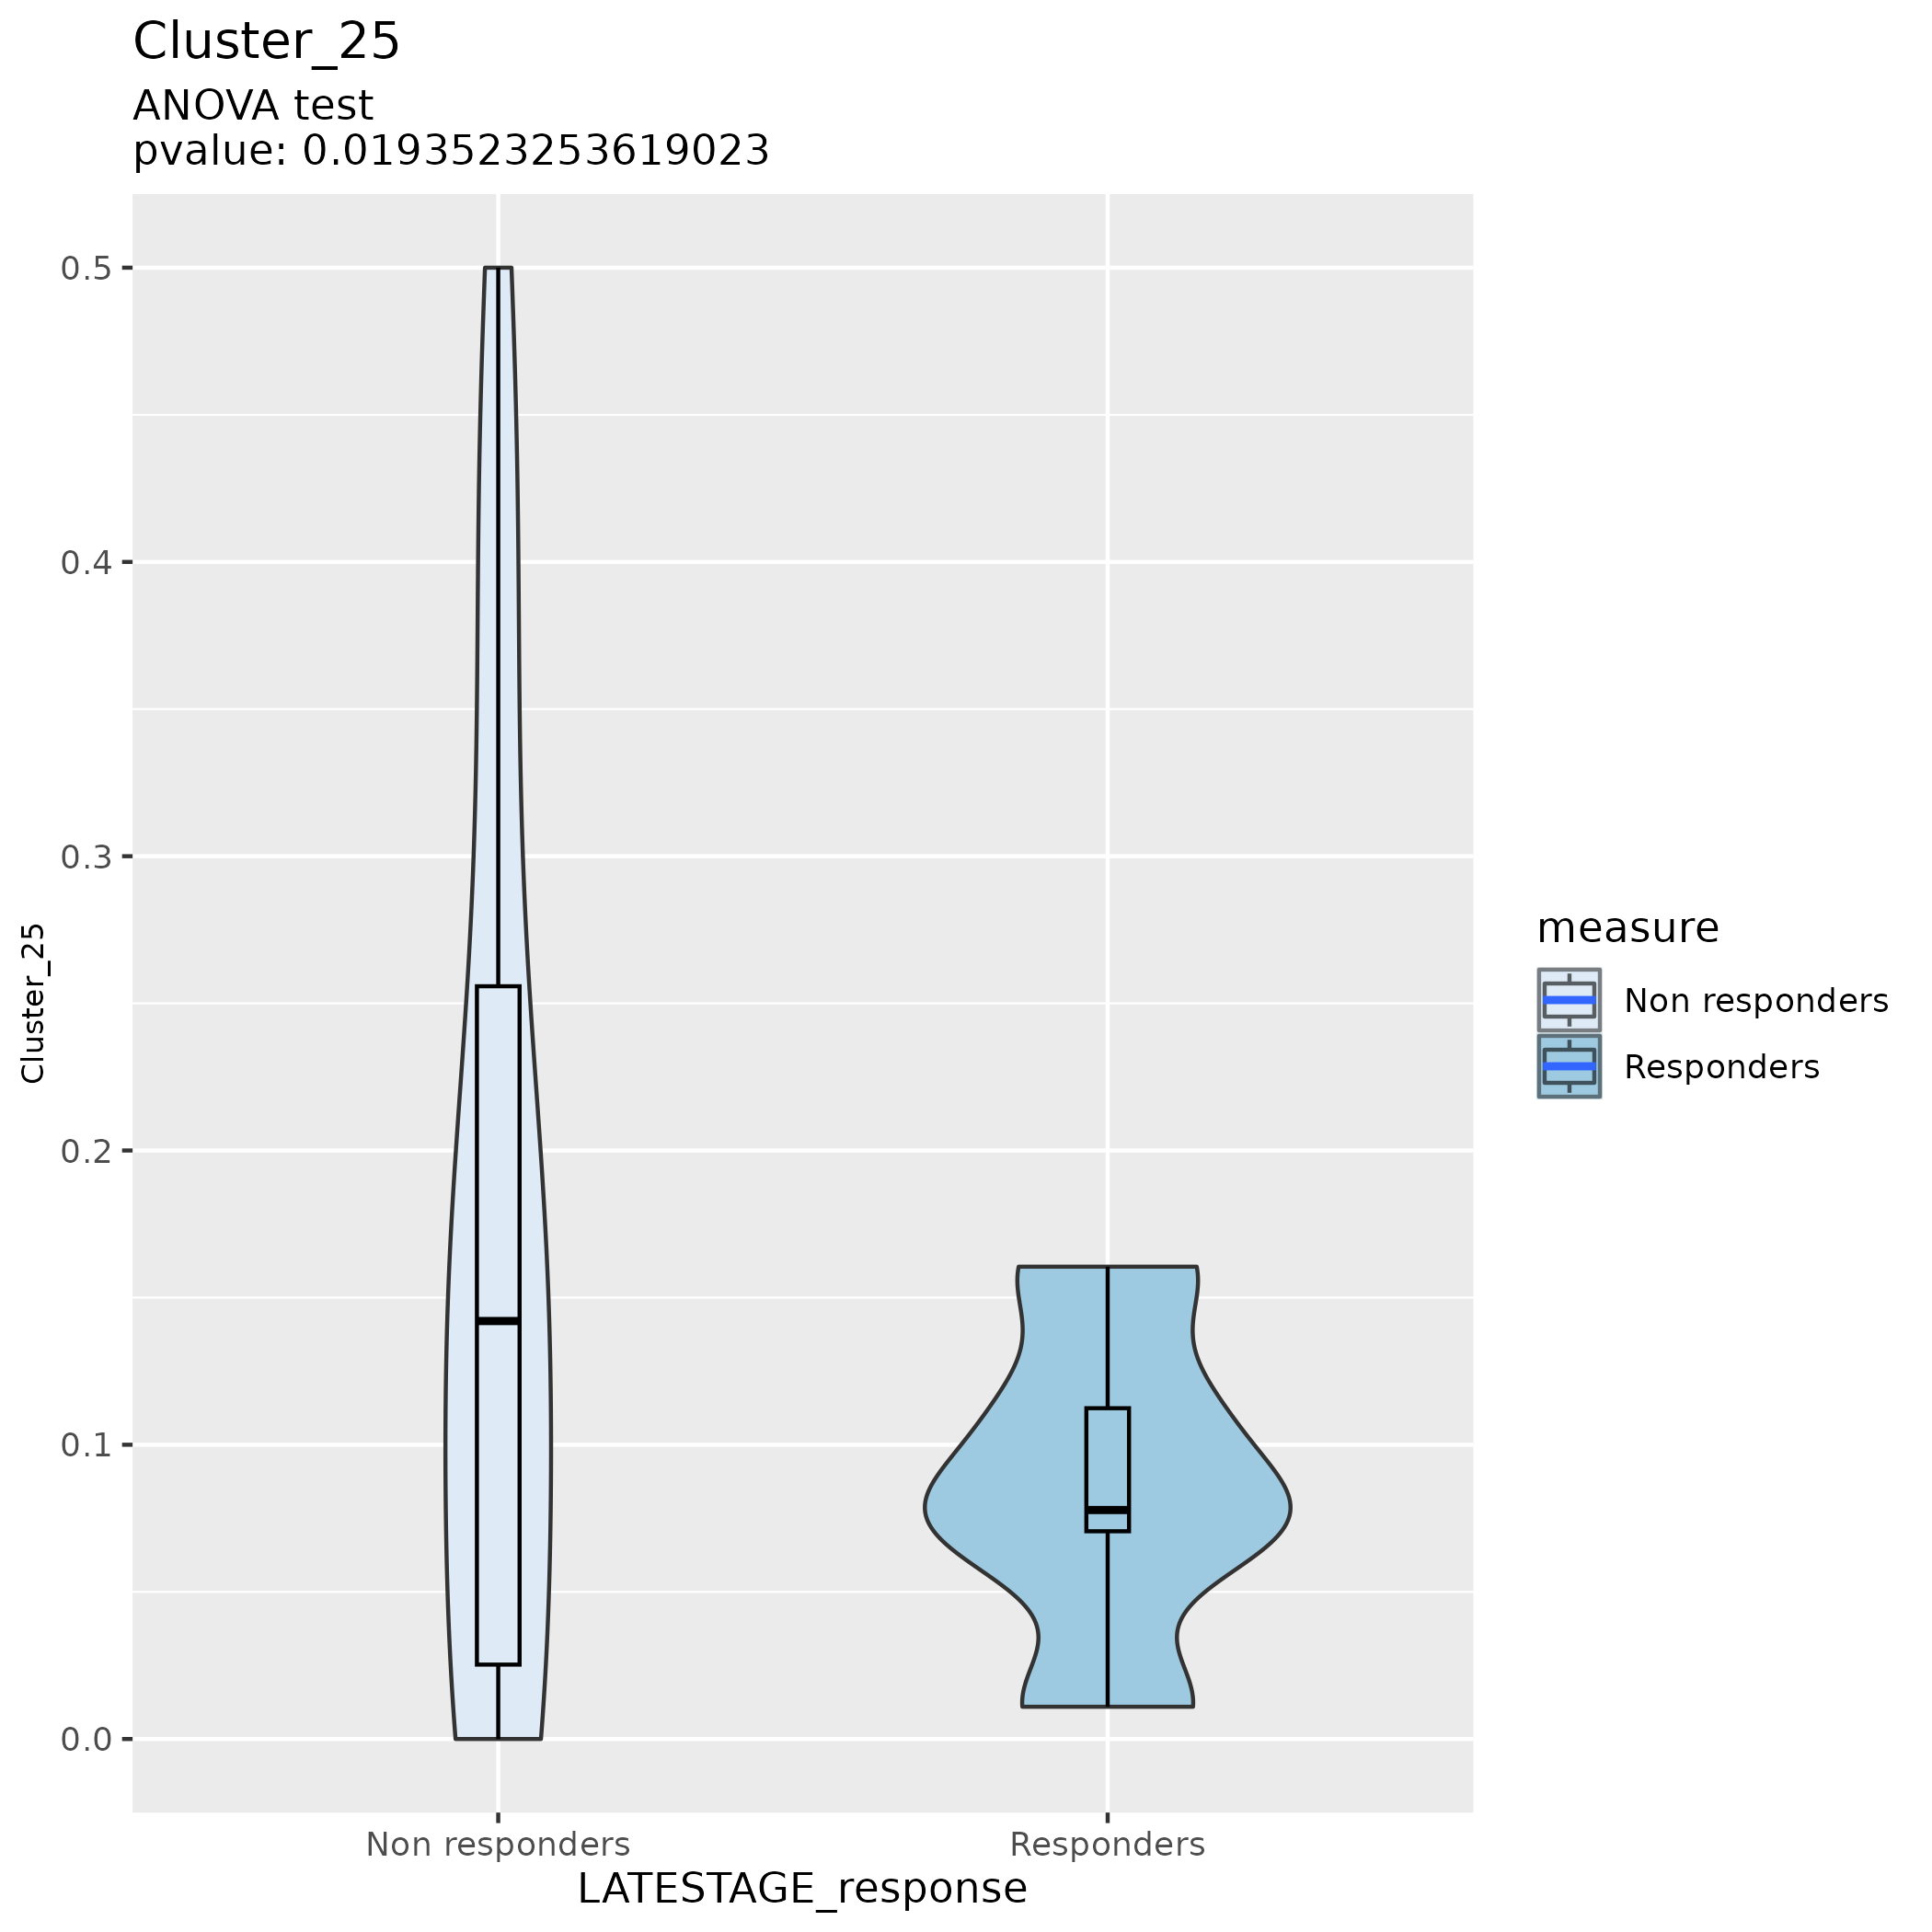 Cluster_25
ANOVA test
pvalue: 0.0193523253619023
0.5
0.4
0.3
0.2
0.1
0.0
Cluster_25
Non responders
Responders
LATESTAGE_response
measure
Non responders
Responders